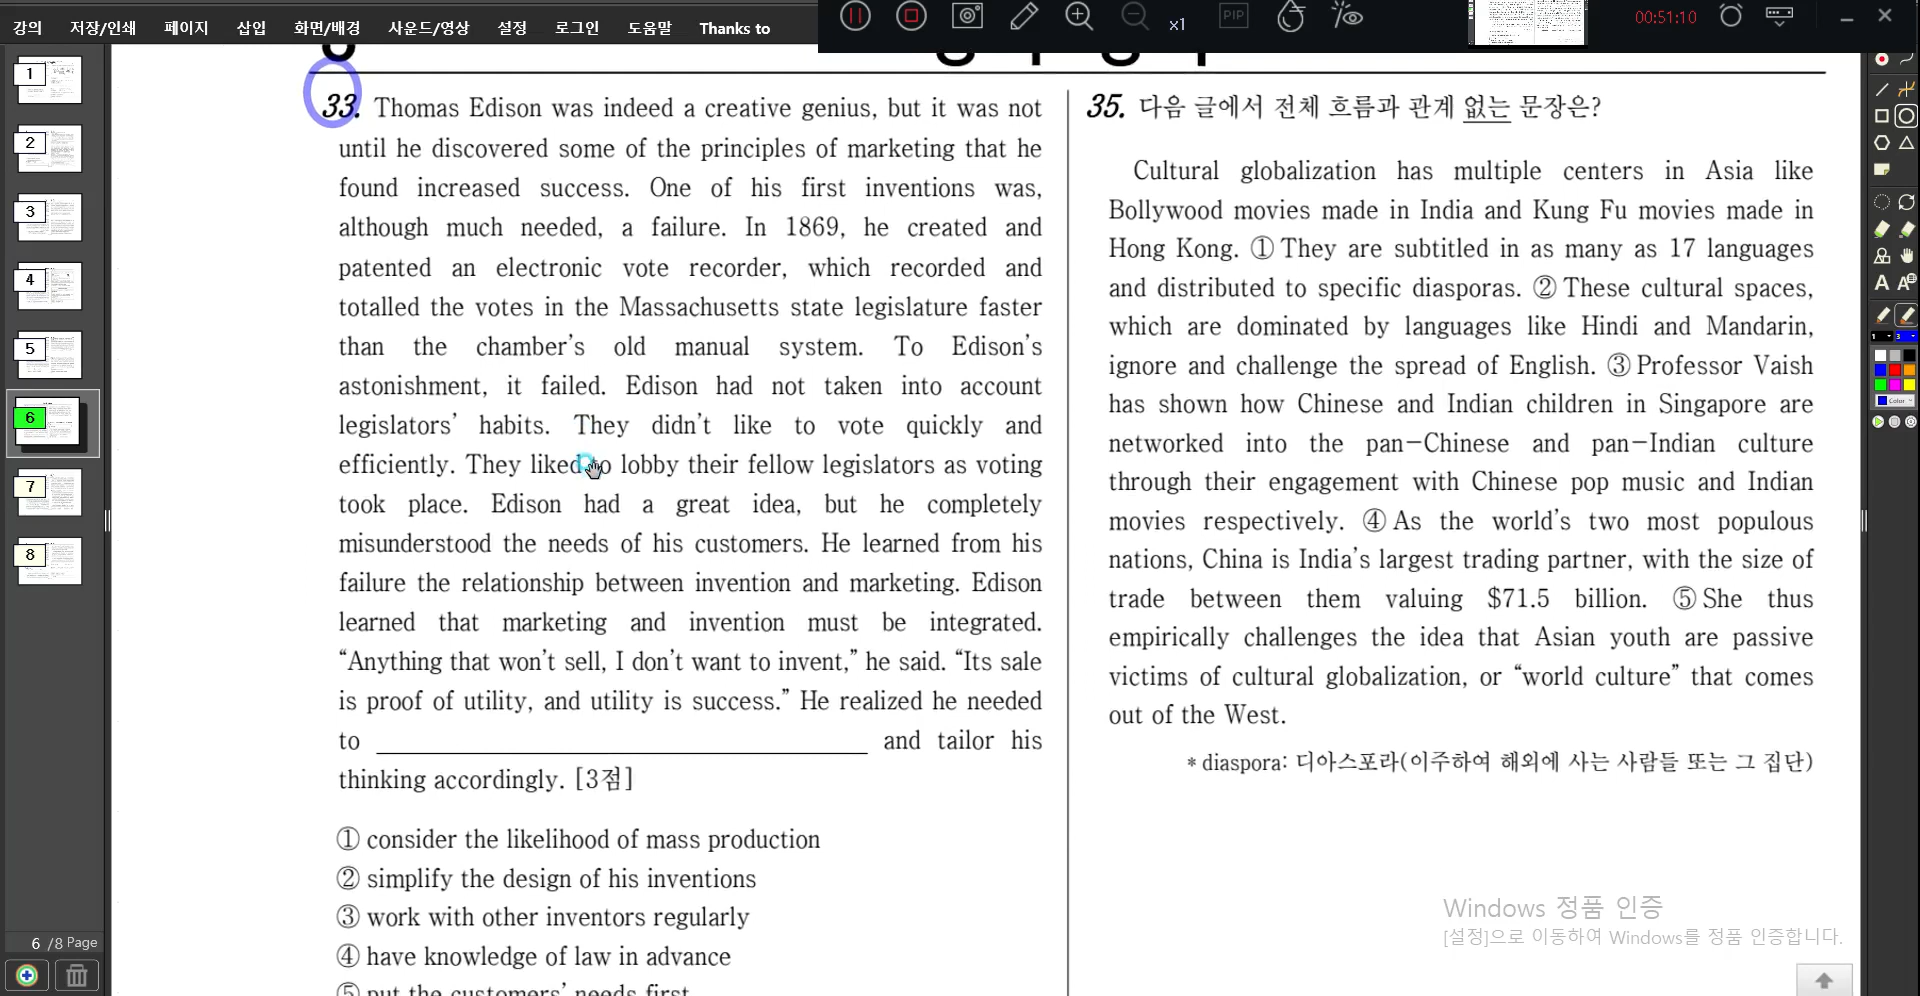 강의 저장/인쇄 페이지 삽입 화면/배경 사운드/영상 설정 로그인 도움말 Thanks to
x1 PIP 00:51:10
1
2
3
4
5
6
7
8
6 /8 Page
33. Thomas Edison was indeed a creative genius, but it was not
until he discovered some of the principles of marketing that he
found increased success. One of his first inventions was,
although much needed, a failure. In 1869, he created and
patented an electronic vote recorder, which recorded and
totalled the votes in the Massachusetts state legislature faster
than the chamber's old manual system. To Edison's
astonishment, it failed. Edison had not taken into account
legislators' habits. They didn't like to vote quickly and
efficiently. They liked to lobby their fellow legislators as voting
took place. Edison had a great idea, but he completely
misunderstood the needs of his customers. He learned from his
failure the relationship between invention and marketing. Edison
learned that marketing and invention must be integrated.
“Anything that won't sell, I don't want to invent,” he said. “Its sale
is proof of utility, and utility is success.” He realized he needed
to ______________________________ and tailor his
thinking accordingly. [3점]
① consider the likelihood of mass production
② simplify the design of his inventions
③ work with other inventors regularly
④ have knowledge of law in advance
⑤ put the customers' needs first
35. 다음 글에서 전체 흐름과 관계 없는 문장은?
Cultural globalization has multiple centers in Asia like
Bollywood movies made in India and Kung Fu movies made in
Hong Kong. ① They are subtitled in as many as 17 languages
and distributed to specific diasporas. ② These cultural spaces,
which are dominated by languages like Hindi and Mandarin,
ignore and challenge the spread of English. ③ Professor Vaish
has shown how Chinese and Indian children in Singapore are
networked into the pan-Chinese and pan-Indian culture
through their engagement with Chinese pop music and Indian
movies respectively. ④ As the world's two most populous
nations, China is India's largest trading partner, with the size of
trade between them valuing $71.5 billion. ⑤ She thus
empirically challenges the idea that Asian youth are passive
victims of cultural globalization, or “world culture” that comes
out of the West.
* diaspora: 디아스포라(이주하여 해외에 사는 사람들 또는 그 집단)
Windows 정품 인증
[설정]으로 이동하여 Windows를 정품 인증합니다.
A A
1 3
Color